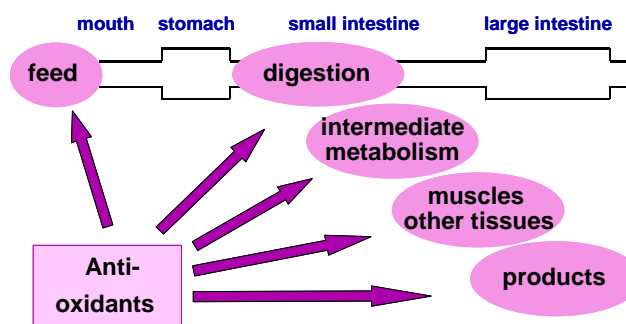 mouth stomach small intestine large intestine
feed
digestion
intermediate
metabolism
muscles
other tissues
products
Anti-
oxidants